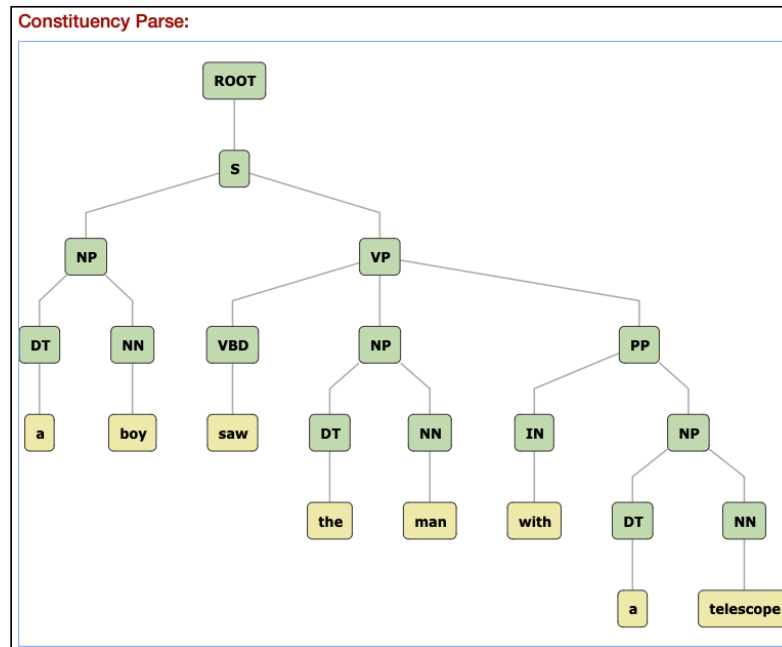 Constituency Parse:
ROOT
S
NP VP
DT NN VBD NP PP
a boy saw DT NN IN NP
the man with DT NN
a telescope